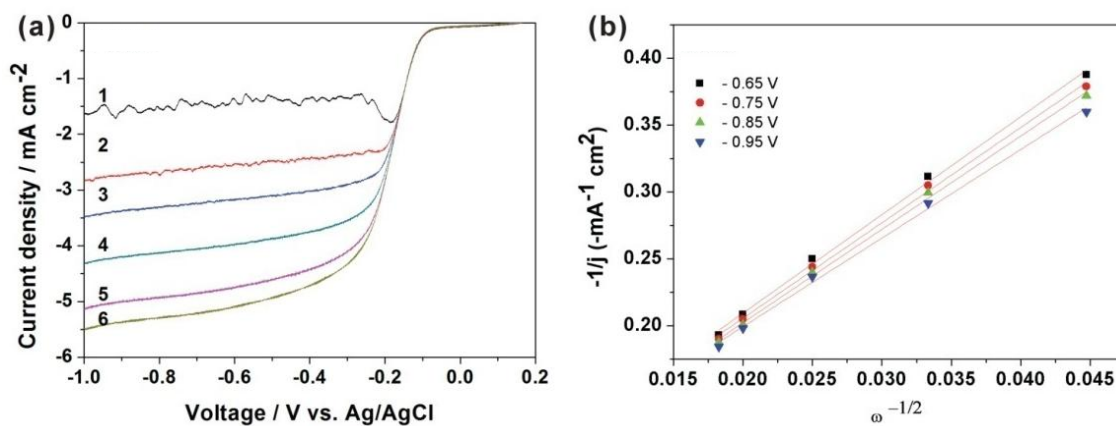 (a)
0
-1
-2
-3
-4
-5
-6
Current density / mA cm⁻²
1
2
3
4
5
6
-1.0 -0.8 -0.6 -0.4 -0.2 0.0 0.2
Voltage / V vs. Ag/AgCl
(b)
0.40
0.35
0.30
0.25
0.20
-1/j (-mA⁻¹ cm²)
- 0.65 V
- 0.75 V
- 0.85 V
- 0.95 V
0.015 0.020 0.025 0.030 0.035 0.040 0.045
ω ⁻¹/²